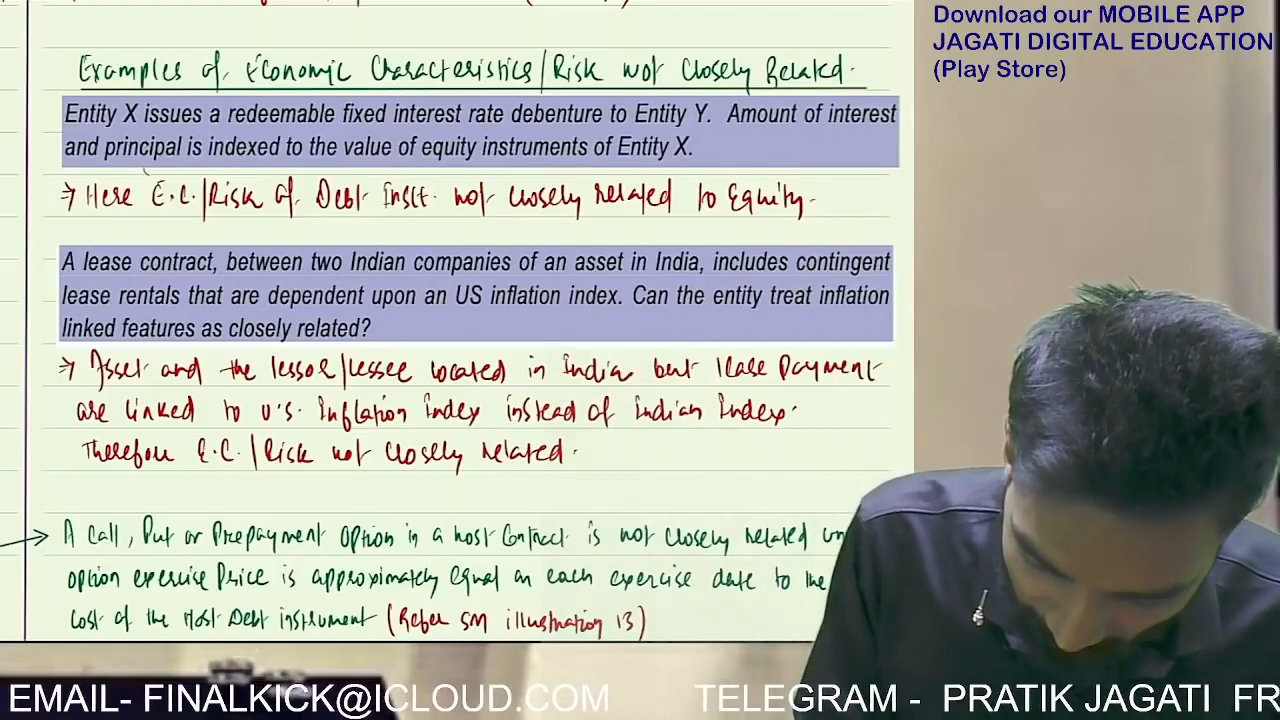 Download our MOBILE APP
JAGATI DIGITAL EDUCATION
(Play Store)
Examples of Economic Characteristics/Risk not Closely Related.
Entity X issues a redeemable fixed interest rate debenture to Entity Y. Amount of interest
and principal is indexed to the value of equity instruments of Entity X.
→ Here E.C./Risk of Debt Inst. not closely related to Equity.
A lease contract, between two Indian companies of an asset in India, includes contingent
lease rentals that are dependent upon an US inflation index. Can the entity treat inflation
linked features as closely related?
→ Asset and the lessor/lessee located in India but lease Payment
are linked to U.S. Inflation Index instead of Indian Index.
Therefore E.C./Risk not closely related.
→ A Call, Put or Prepayment Option in a host Contract is not closely related
option exercise Price is approximately equal on each exercise date to the
cost of the Host Debt instrument (Refer SM illustration 13)
EMAIL- FINALKICK@ICLOUD.COM TELEGRAM - PRATIK JAGATI FR